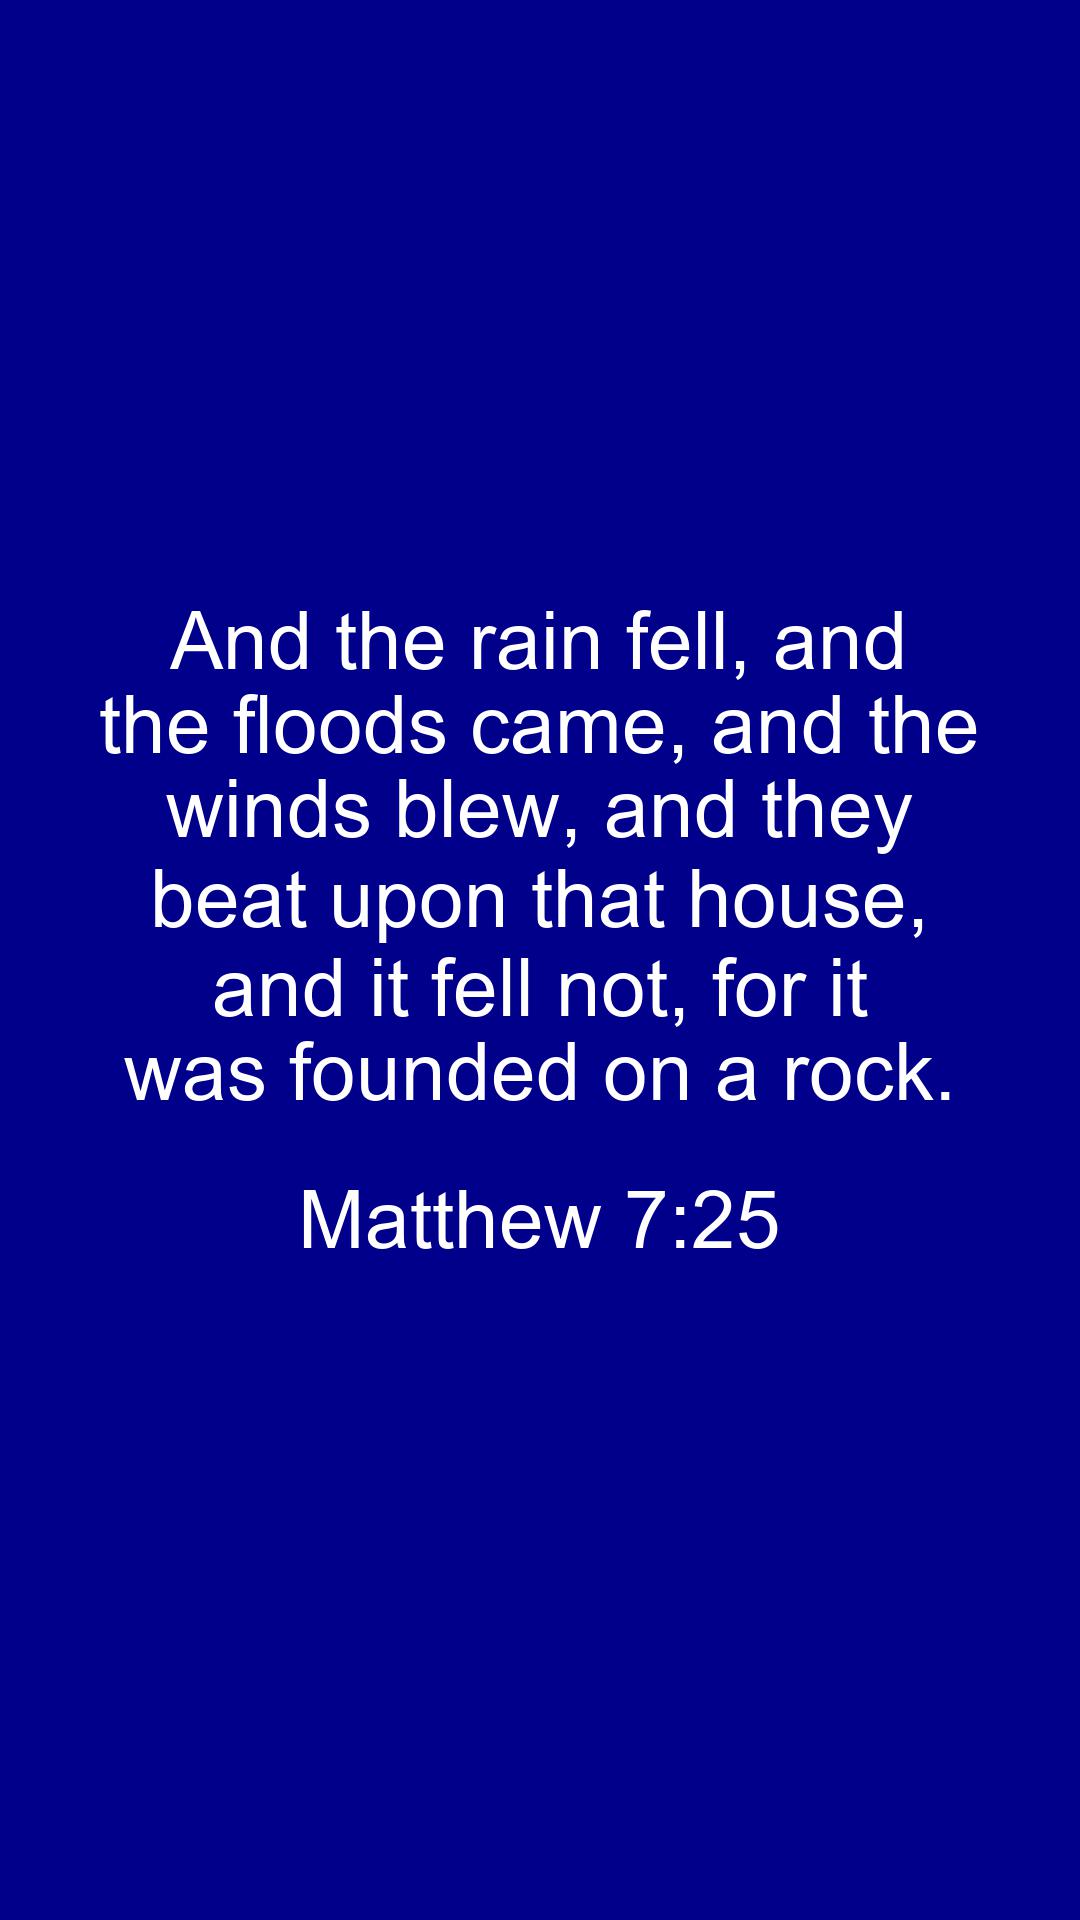 And the rain fell, and
the floods came, and the
winds blew, and they
beat upon that house,
and it fell not, for it
was founded on a rock.
Matthew 7:25